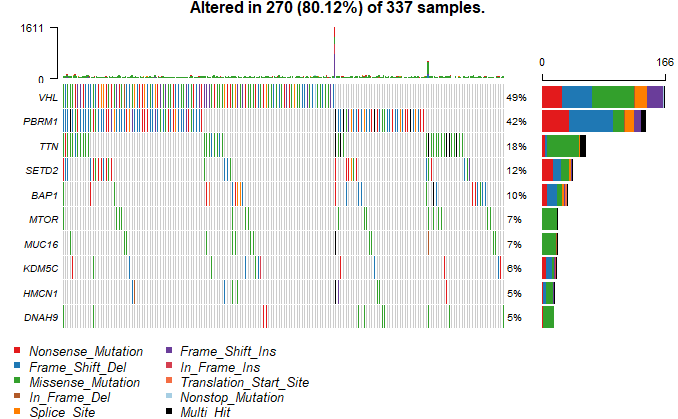 Altered in 270 (80.12%) of 337 samples.
1611
0
0 166
VHL 49%
PBRM1 42%
TTN 18%
SETD2 12%
BAP1 10%
MTOR 7%
MUC16 7%
KDM5C 6%
HMCN1 5%
DNAH9 5%
Nonsense_Mutation Frame_Shift_Ins
Frame_Shift_Del In_Frame_Ins
Missense_Mutation Translation_Start_Site
In_Frame_Del Nonstop_Mutation
Splice_Site Multi_Hit